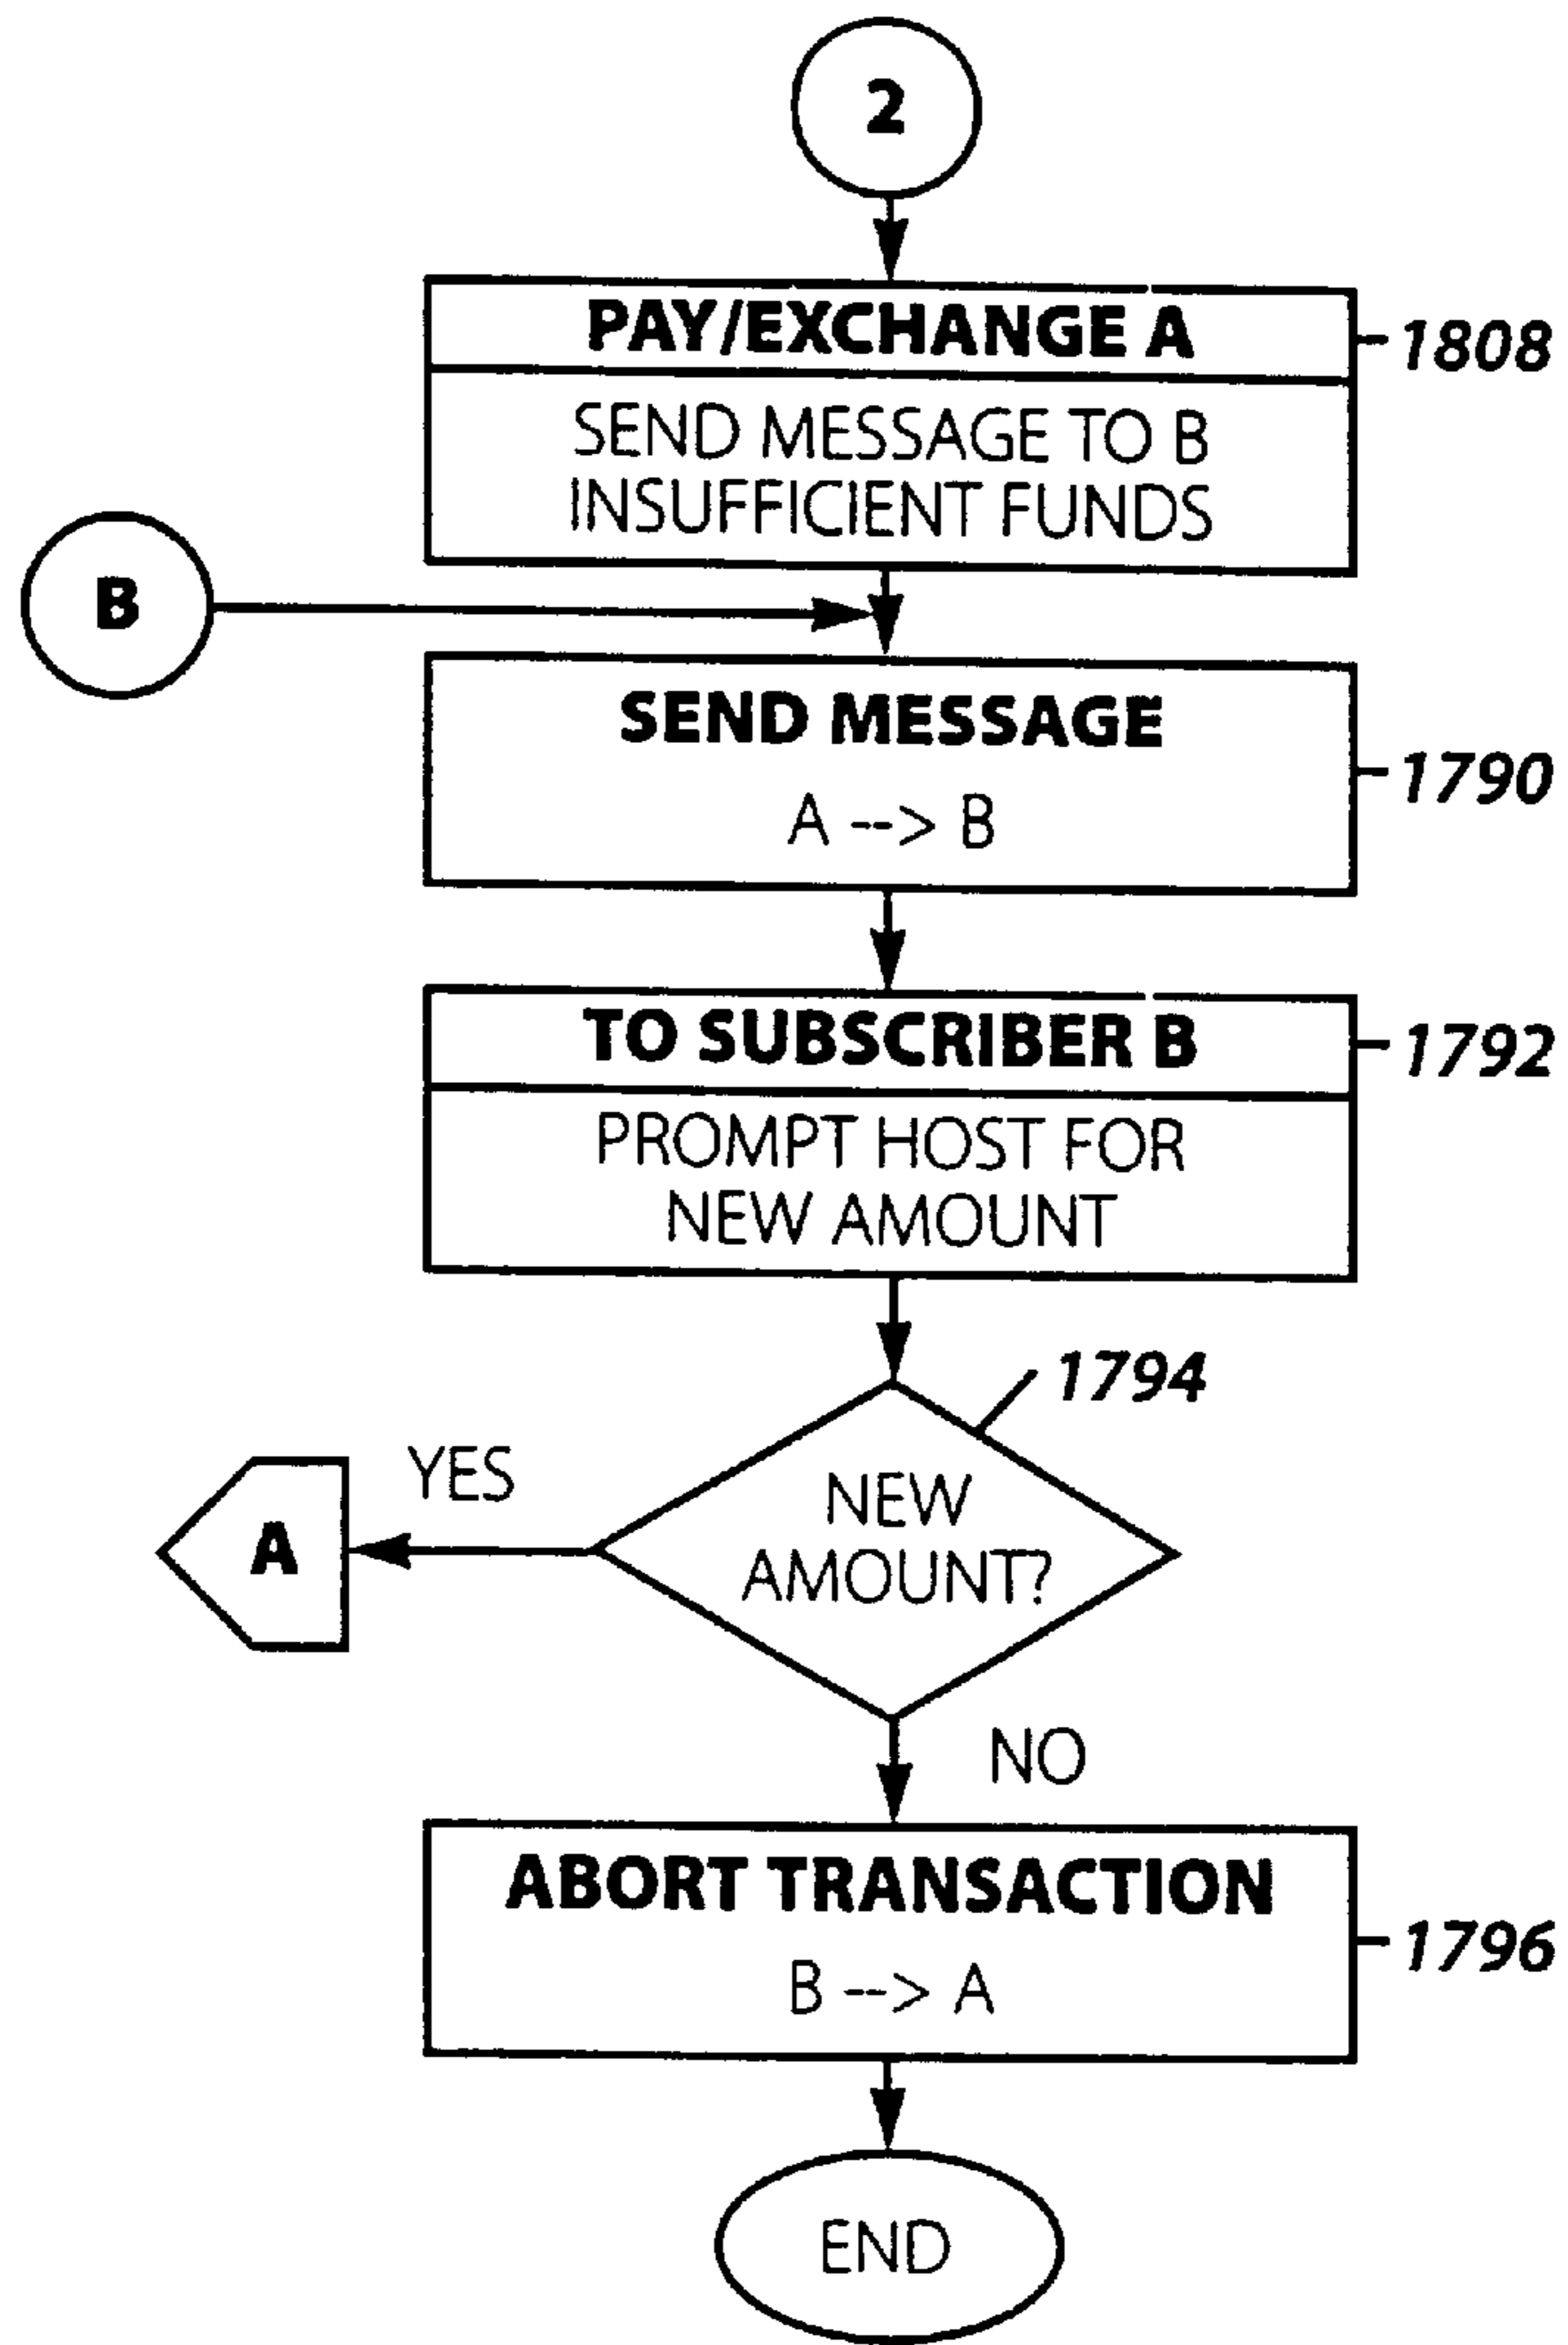 2
PAY/EXCHANGE A
1808
SEND MESSAGE TO B
INSUFFICIENT FUNDS
B
SEND MESSAGE
1790
A --> B
TO SUBSCRIBER B
1792
PROMPT HOST FOR
NEW AMOUNT
1794
YES
NEW
AMOUNT?
A
NO
ABORT TRANSACTION
1796
B --> A
END